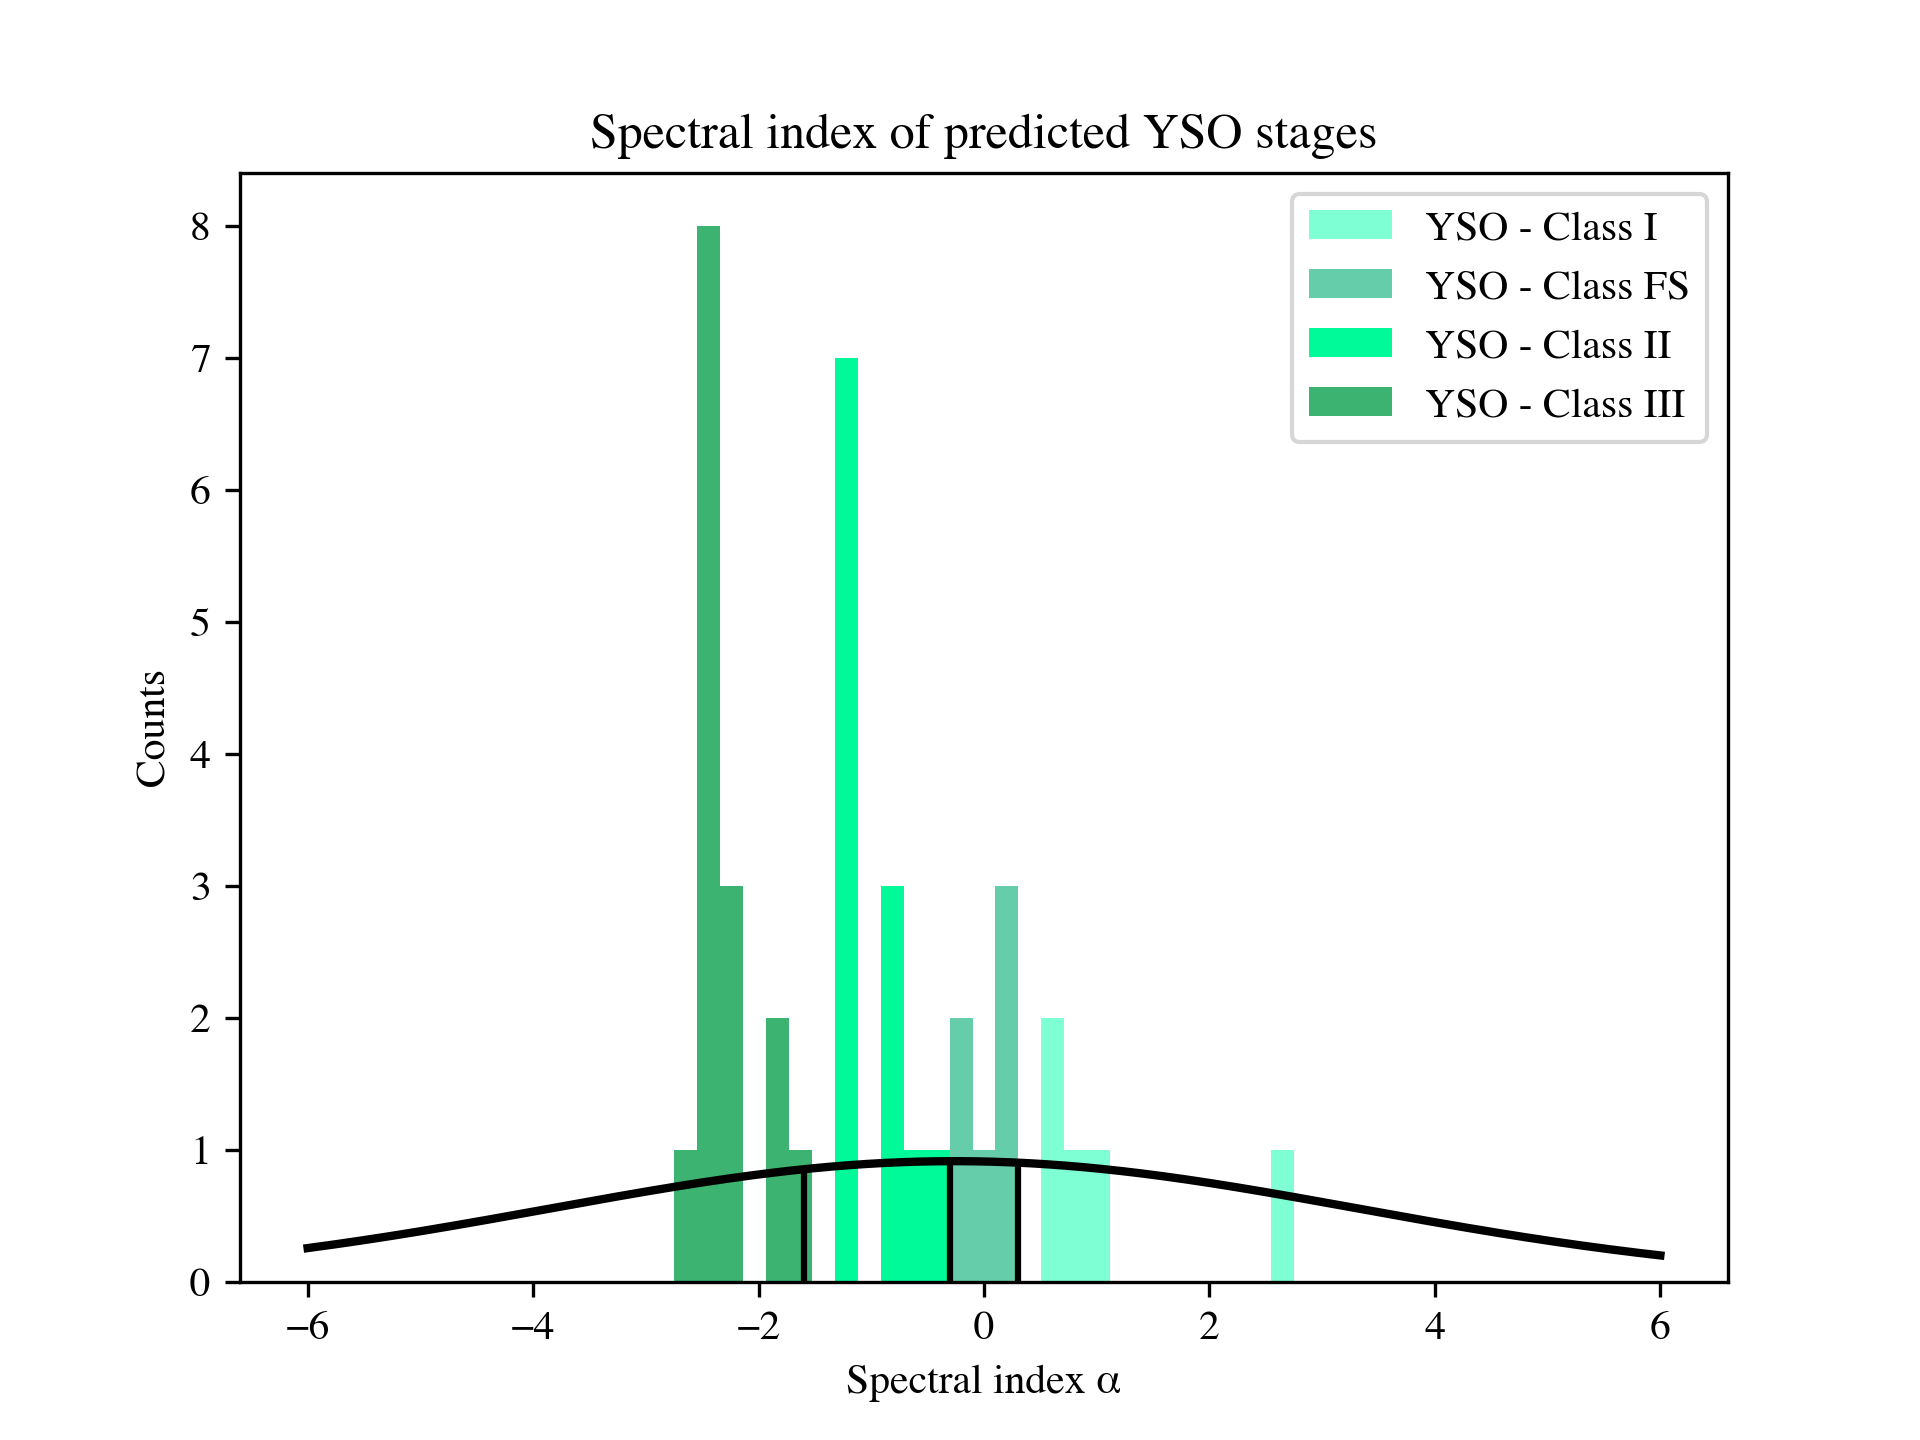 Spectral index of predicted YSO stages
YSO - Class I
YSO - Class FS
YSO - Class II
YSO - Class III
8
7
6
5
4
3
2
1
0
Counts
−6
−4
−2
0
2
4
6
Spectral index α